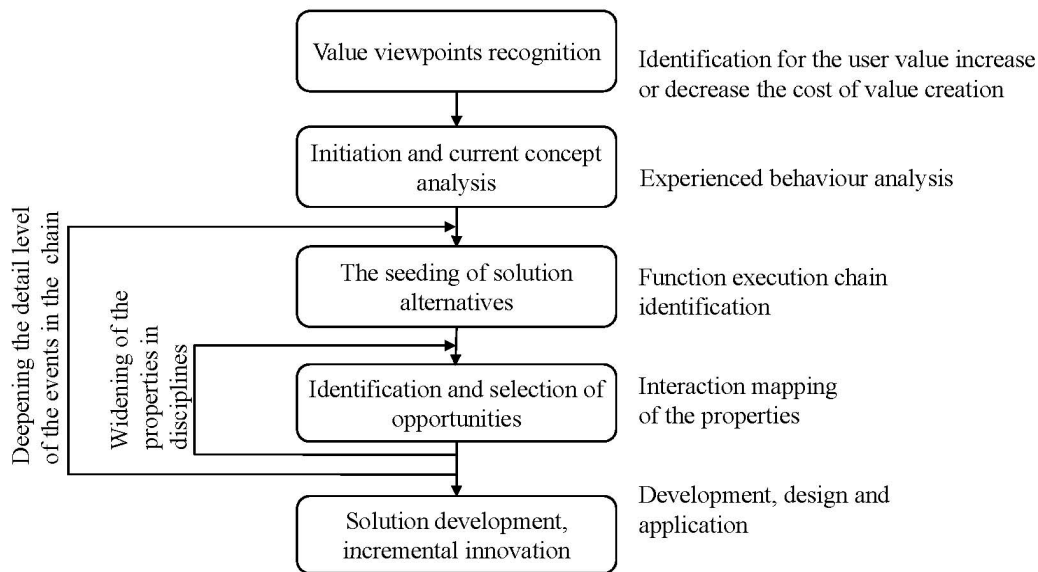 Value viewpoints recognition
Identification for the user value increase
or decrease the cost of value creation
Initiation and current concept
analysis
Experienced behaviour analysis
Deepening the detail level
of the events in the chain
The seeding of solution
alternatives
Function execution chain
identification
Widening of the
properties in
disciplines
Identification and selection of
opportunities
Interaction mapping
of the properties
Solution development,
incremental innovation
Development, design and
application